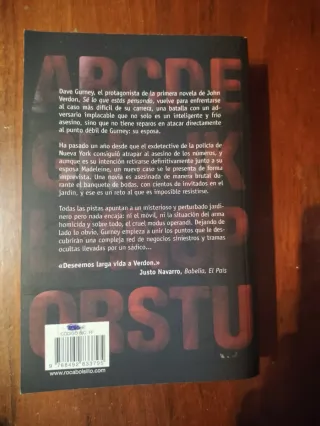 ABCDE
Dave Gurney, el protagonista de la primera novela de John
Verdon, Sé lo que estás pensando, vuelve para enfrentarse
al caso más difícil de su carrera, una batalla con un ad-
versario implacable que no solo es un inteligente y frío
asesino, sino que no tiene reparos en atacar directamente
al punto débil de Gurney: su esposa.
Ha pasado un año desde que el exdetective de la policía de
Nueva York consiguió atrapar al asesino de los números, y
aunque es su intención retirarse definitivamente junto a su
esposa Madeleine, un nuevo caso se le presenta de forma
imprevista. Una novia es asesinada de manera brutal duran-
te el banquete de bodas, con cientos de invitados en el
jardín, y ese es un reto al que es imposible resistirse.
Todas las pistas apuntan a un misterioso y perturbado jardi-
nero pero nada encaja: ni el móvil, ni la situación del arma
homicida y sobre todo, el cruel modus operandi. Dejando de
lado lo obvio, Gurney empieza a unir los puntos que le des-
cubrirán una compleja red de negocios siniestros y tramas
ocultas llevadas por un sádico...
«Deseemos larga vida a Verdon.»
Justo Navarro, Babelia, El País
QRSTU
www.rocabolsillo.com